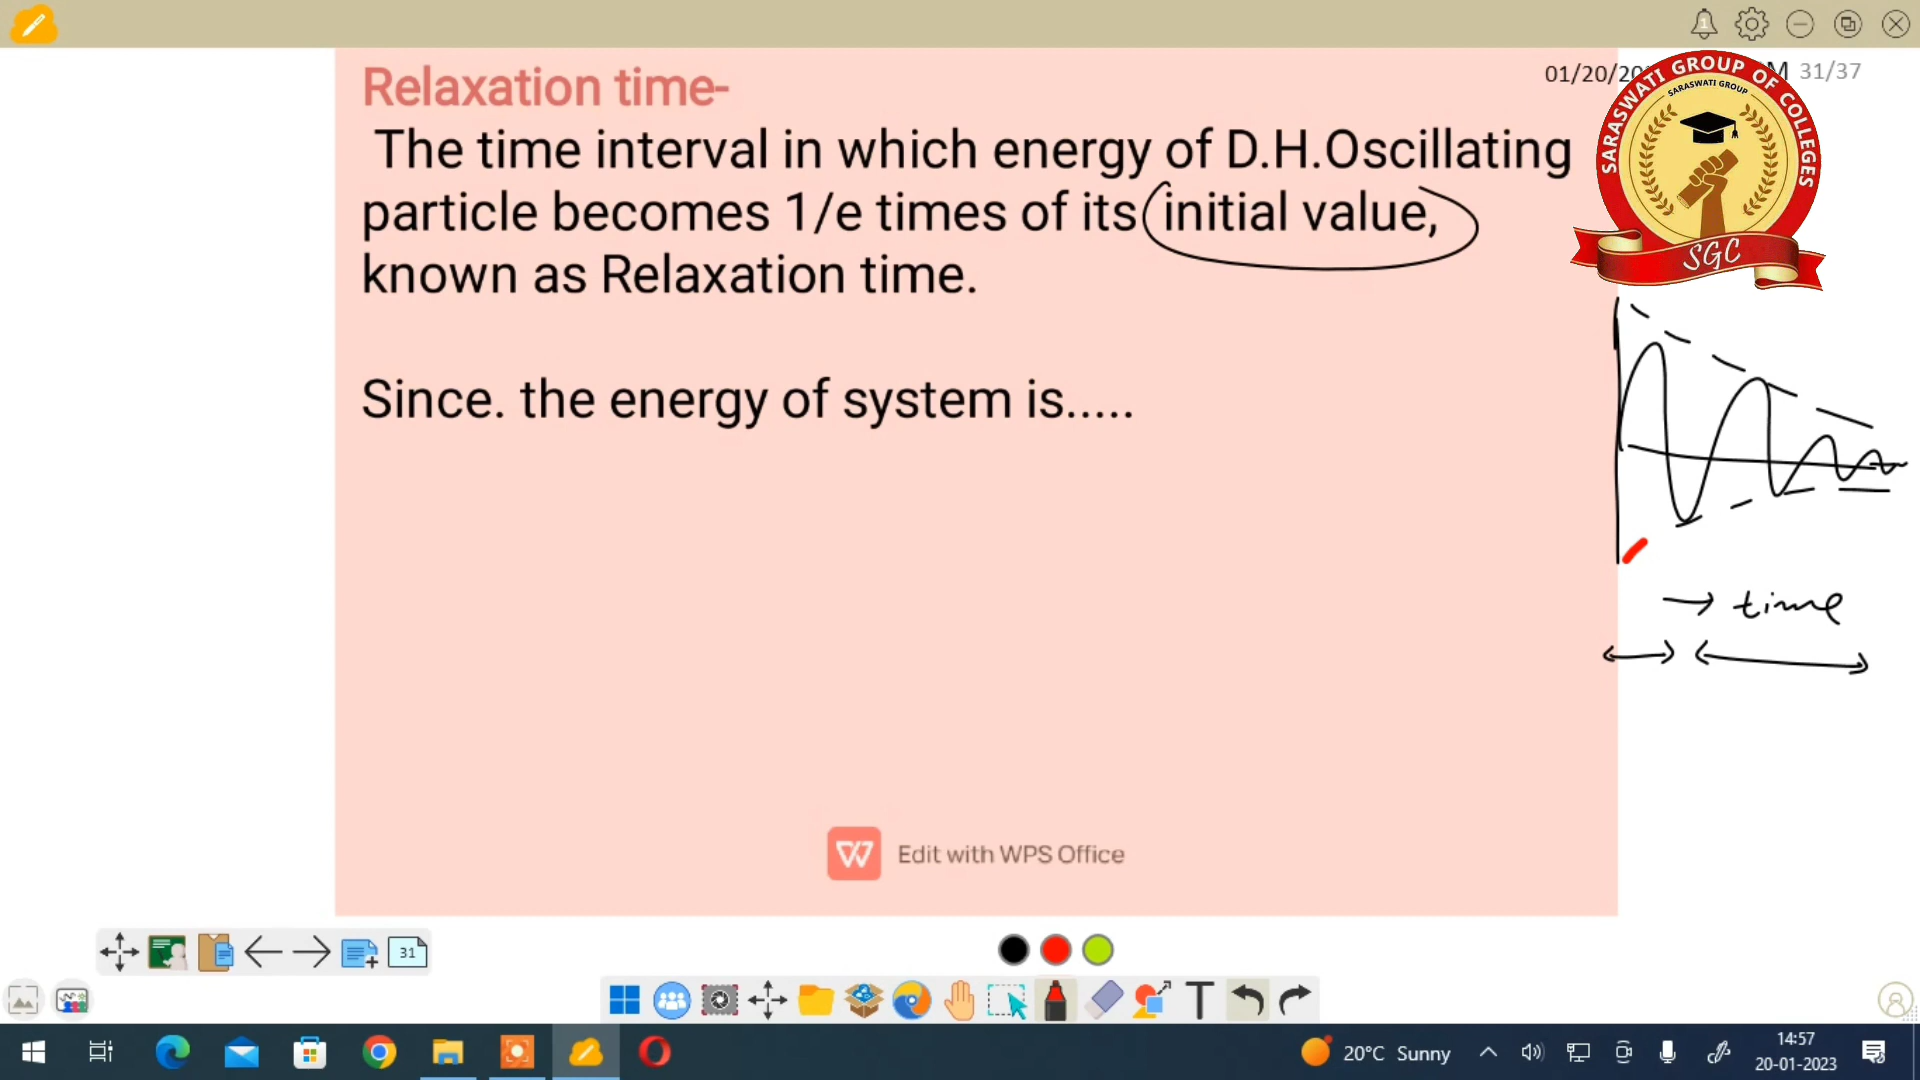 01/20/20 M 31/37
SARASWATI GROUP OF COLLEGES
SARASWATI GROUP
SGC
Relaxation time-
The time interval in which energy of D.H.Oscillating
particle becomes 1/e times of its initial value,
known as Relaxation time.
Since. the energy of system is.....
time
Edit with WPS Office
31
T
20°C Sunny
14:57
20-01-2023